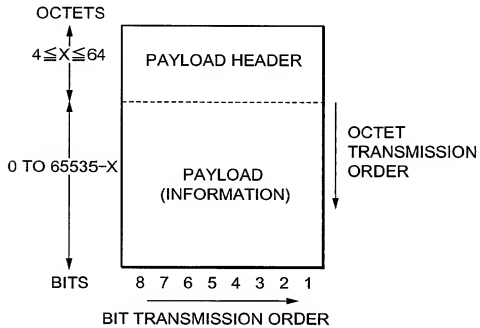 OCTETS
4≦X≦64
PAYLOAD HEADER
OCTET
TRANSMISSION
ORDER
0 TO 65535–X
PAYLOAD
(INFORMATION)
BITS
8 7 6 5 4 3 2 1
BIT TRANSMISSION ORDER